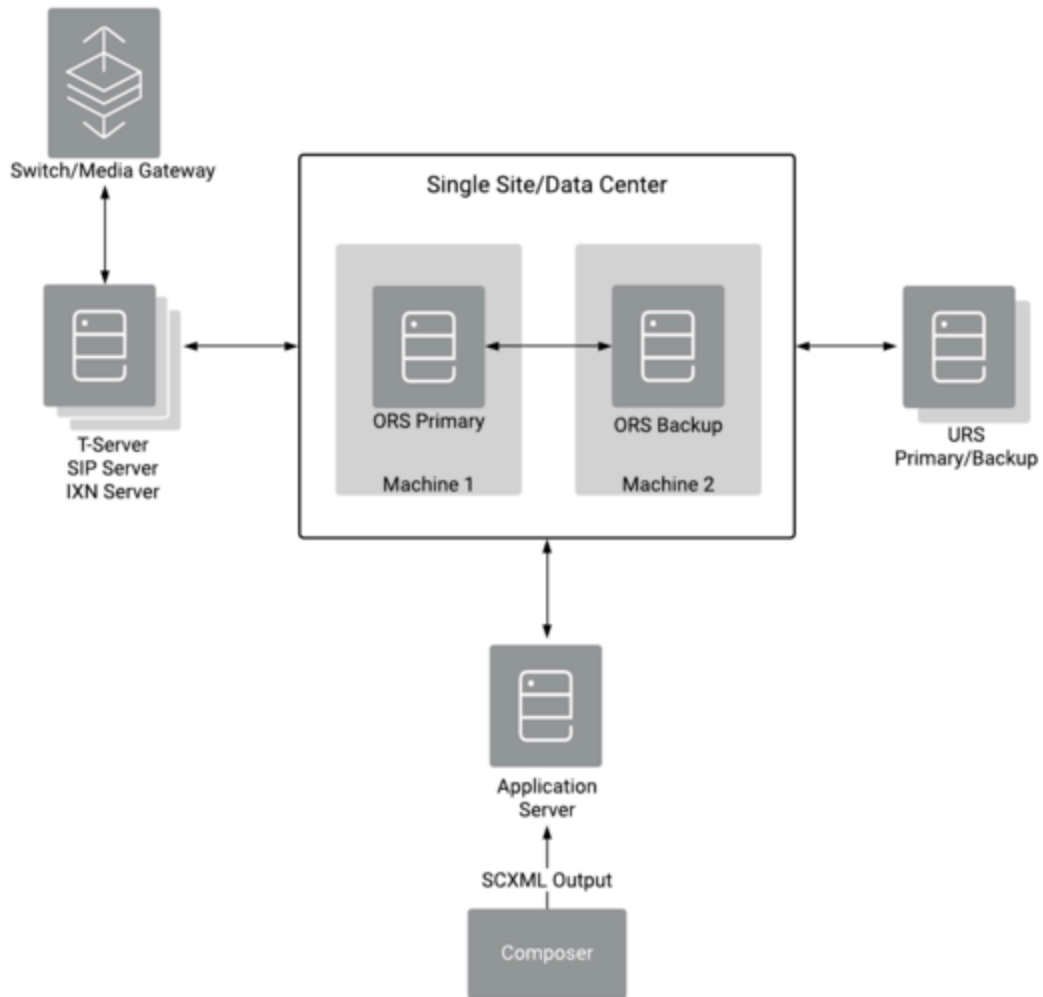 Switch/Media Gateway
Single Site/Data Center
ORS Primary
ORS Backup
Machine 1
Machine 2
T-Server
SIP Server
IXN Server
URS
Primary/Backup
Application
Server
SCXML Output
Composer